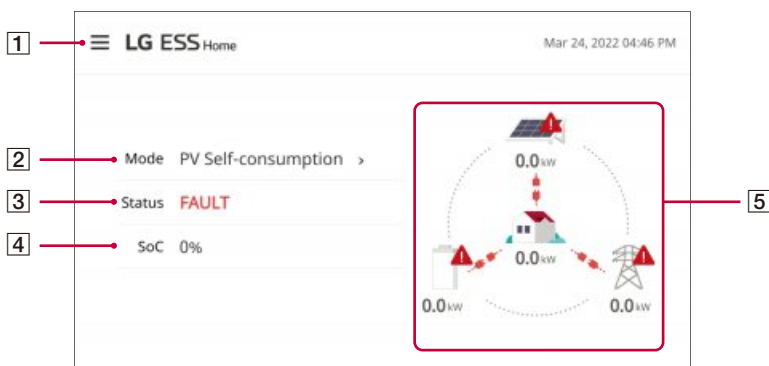 1
LG ESS Home
Mar 24, 2022 04:46 PM
2
Mode PV Self-consumption >
3
Status FAULT
4
SoC 0%
5
0.0 kW
0.0 kW
0.0 kW
0.0 kW